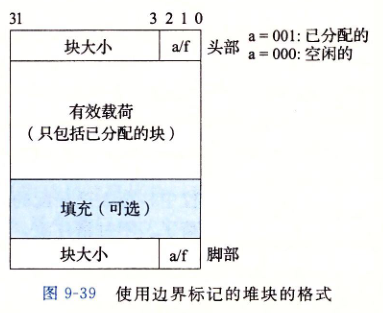 31 3 2 1 0
块大小 a/f 头部 a = 001: 已分配的
a = 000: 空闲的
有效载荷
（只包括已分配的块）
填充（可选）
块大小 a/f 脚部
图 9-39 使用边界标记的堆块的格式